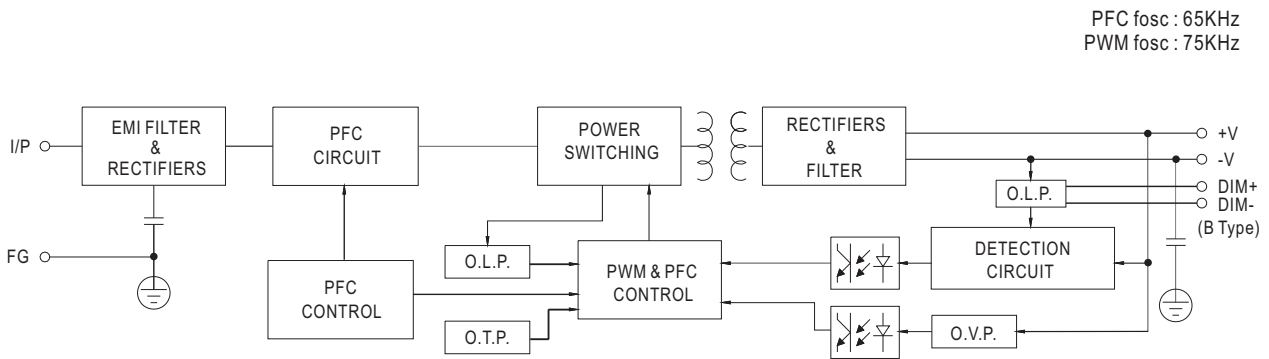 PFC fosc : 65KHz
PWM fosc : 75KHz
I/P
EMI FILTER
&
RECTIFIERS
PFC
CIRCUIT
POWER
SWITCHING
RECTIFIERS
&
FILTER
+V
-V
O.L.P.
DIM+
DIM-
(B Type)
FG
PFC
CONTROL
O.L.P.
O.T.P.
PWM & PFC
CONTROL
DETECTION
CIRCUIT
O.V.P.